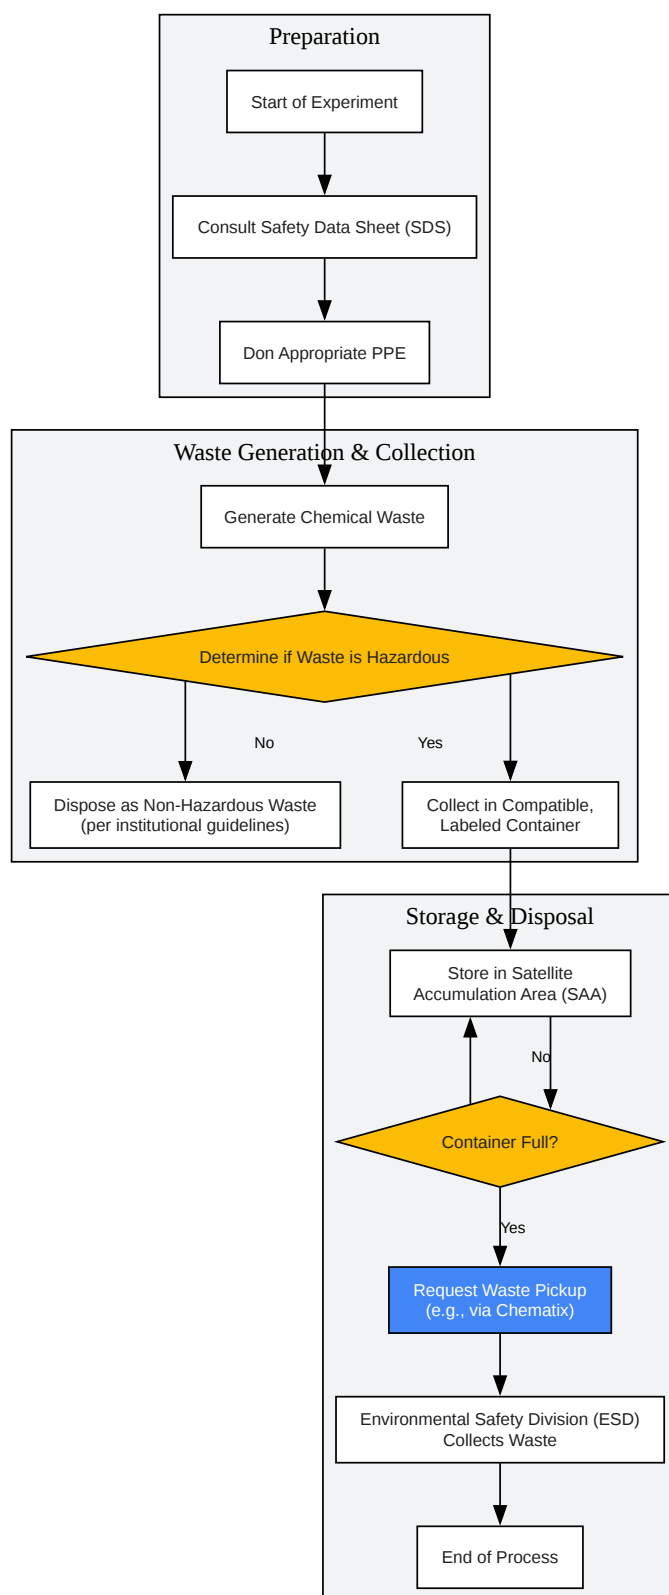 Preparation
Start of Experiment
Consult Safety Data Sheet (SDS)
Don Appropriate PPE
Waste Generation & Collection
Generate Chemical Waste
Determine if Waste is Hazardous
No
Yes
Dispose as Non-Hazardous Waste
(per institutional guidelines)
Collect in Compatible,
Labeled Container
Storage & Disposal
Store in Satellite
Accumulation Area (SAA)
No
Container Full?
Yes
Request Waste Pickup
(e.g., via Chematix)
Environmental Safety Division (ESD)
Collects Waste
End of Process